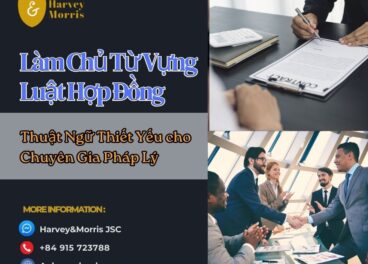 &
Harvey
Morris
Làm Chủ Từ Vựng
Luật Hợp Đồng
CONTRACT
Thuật Ngữ Thiết Yếu cho
Chuyên Gia Pháp Lý
MORE INFORMATION :
Harvey&Morris JSC
+84 915 723788